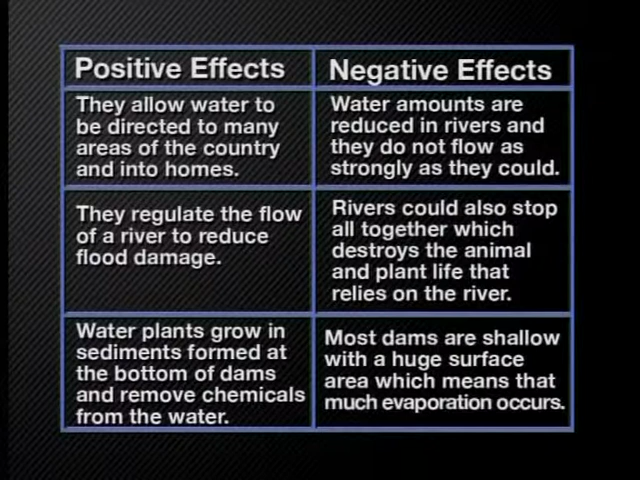 Positive Effects
Negative Effects
They allow water to
be directed to many
areas of the country
and into homes.
Water amounts are
reduced in rivers and
they do not flow as
strongly as they could.
They regulate the flow
of a river to reduce
flood damage.
Rivers could also stop
all together which
destroys the animal
and plant life that
relies on the river.
Water plants grow in
sediments formed at
the bottom of dams
and remove chemicals
from the water.
Most dams are shallow
with a huge surface
area which means that
much evaporation occurs.